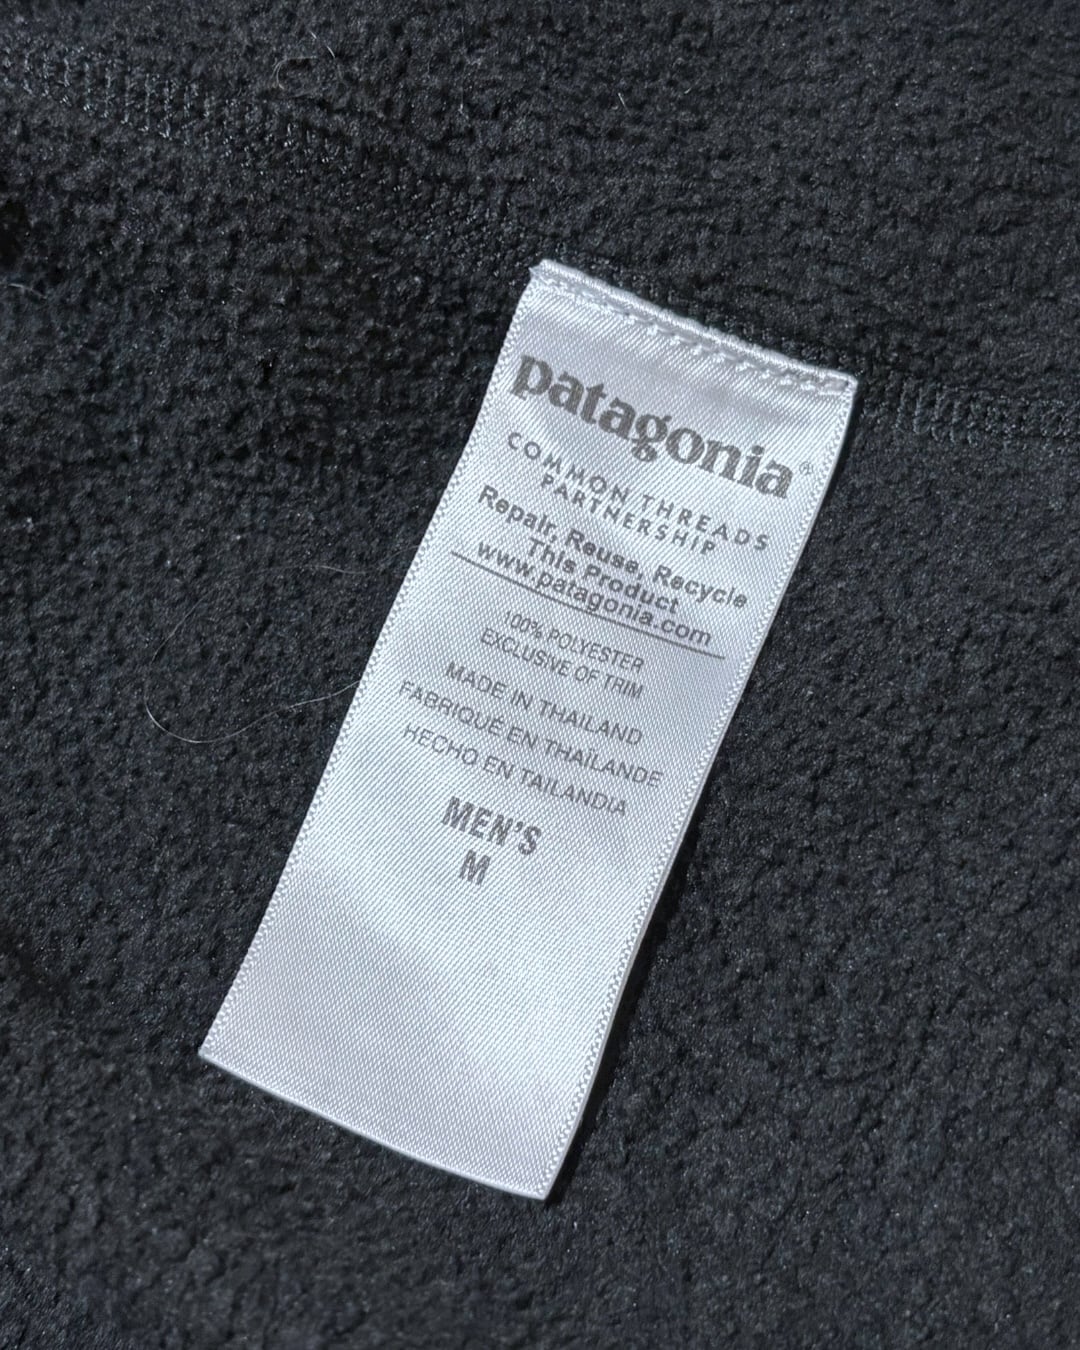 patagonia®
COMMON THREADS
PARTNERSHIP
Repair, Reuse, Recycle
This Product
www.patagonia.com
100% POLYESTER
EXCLUSIVE OF TRIM
MADE IN THAILAND
FABRIQUÉ EN THAÏLANDE
HECHO EN TAILANDIA
MEN'S
M